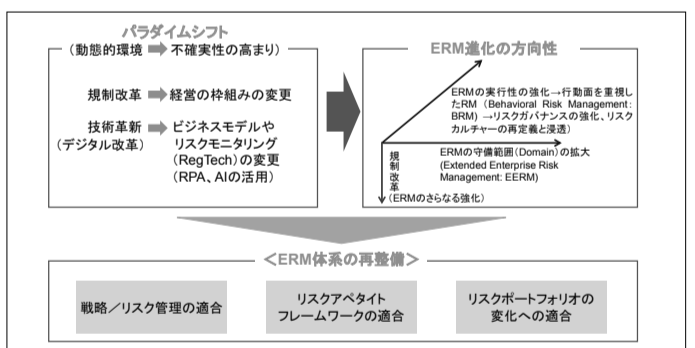 パラダイムシフト
(動態的環境 ➡ 不確実性の高まり)
規制改革 ➡ 経営の枠組みの変更
技術革新 ➡ ビジネスモデルや
(デジタル改革) リスクモニタリング
(RegTech)の変更
(RPA、AIの活用)
ERM進化の方向性
ERMの実行性の強化→行動面を重視し
たRM(Behavioral Risk Management:
BRM)→リスクガバナンスの強化、リスク
カルチャーの再定義と浸透)
ERMの守備範囲(Domain)の拡大
(Extended Enterprise Risk
Management: EERM)
規制改革
(ERMのさらなる強化)
<ERM体系の再整備>
戦略/リスク管理の適合
リスクアペタイト
フレームワークの適合
リスクポートフォリオの
変化への適合